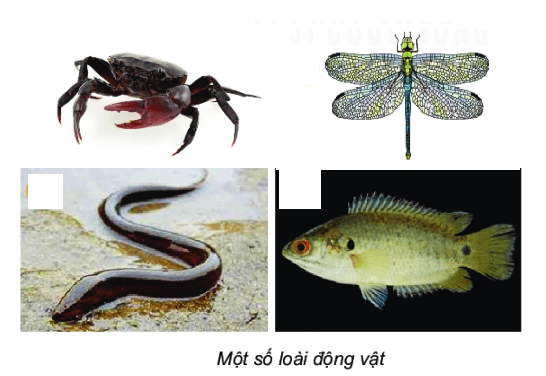 Một số loài động vật